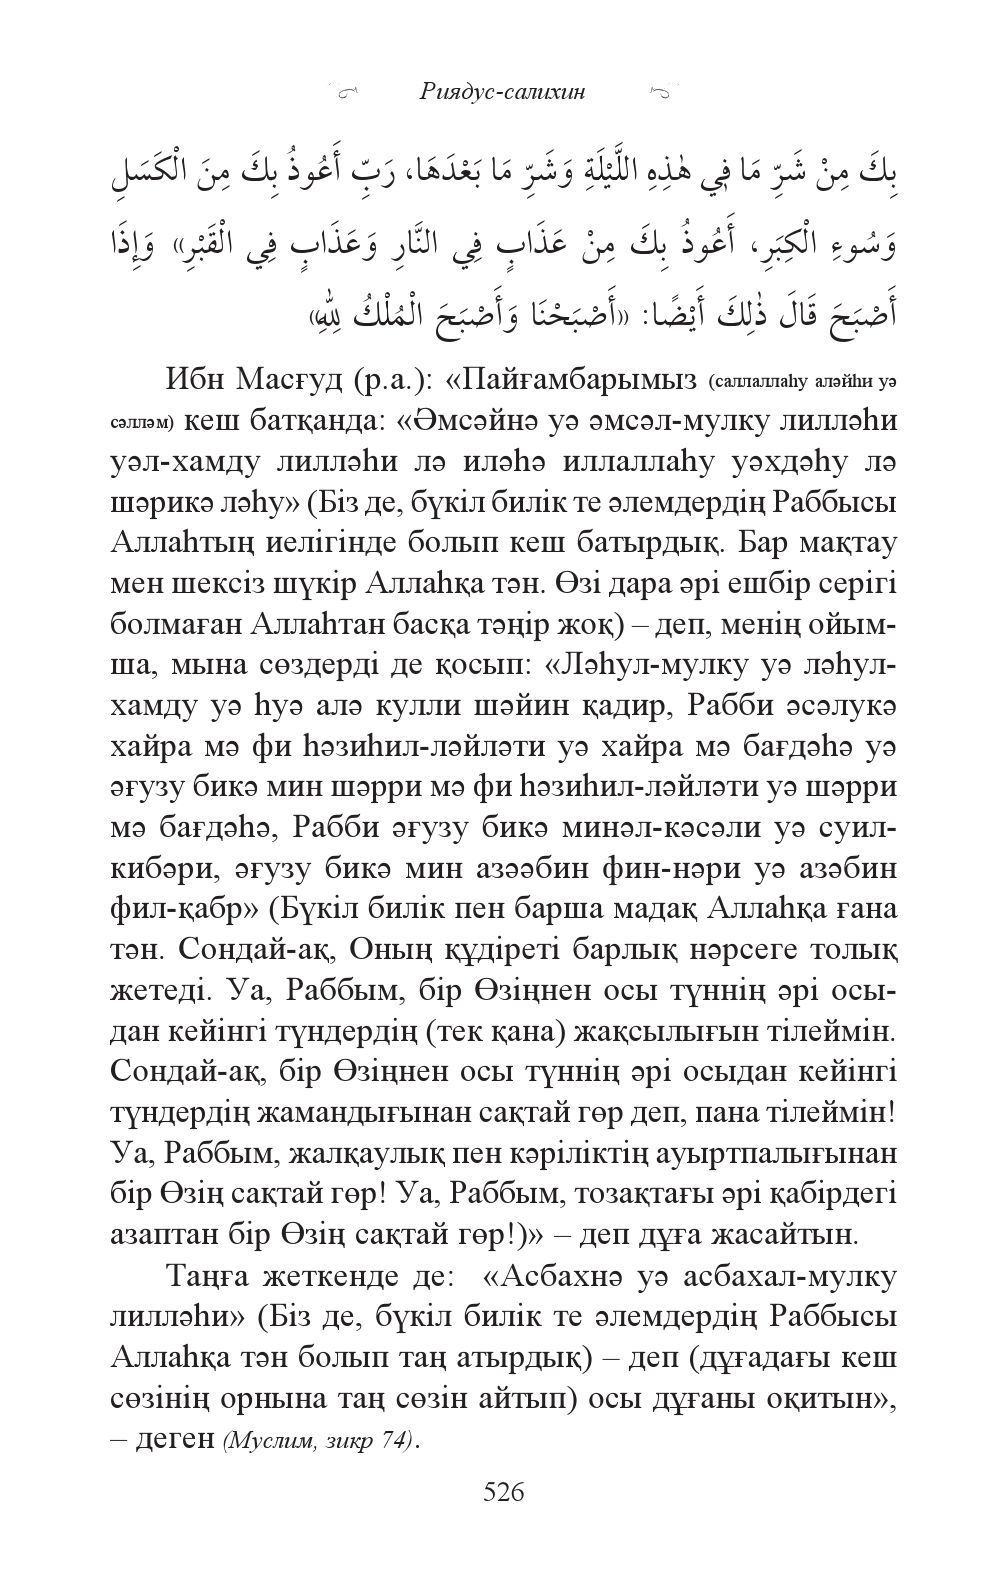 Риядус-салихин
بِكَ مِنْ شَرِّ مَا فِي هٰذِهِ اللَّيْلَةِ وَشَرِّ مَا بَعْدَهَا، رَبِّ أَعُوذُ بِكَ مِنَ الْكَسَلِ
وَسُوءِ الْكِبَرِ، أَعُوذُ بِكَ مِنْ عَذَابٍ فِي النَّارِ وَعَذَابٍ فِي الْقَبْرِ» وَإِذَا
أَصْبَحَ قَالَ ذٰلِكَ أَيْضًا: «أَصْبَحْنَا وَأَصْبَحَ الْمُلْكُ لِلّٰهِ»
Ибн Масғуд (р.а.): «Пайғамбарымыз (саллаллаһу аләйһи уә
сәлләм) кеш батқанда: «Әмсәйнә уә әмсәл-мулку лилләһи
уәл-хамду лилләһи лә иләһә иллаллаһу уәхдәһу лә
шәрикә ләһу» (Біз де, бүкіл билік те әлемдердің Раббысы
Аллаһтың иелігінде болып кеш батырдық. Бар мақтау
мен шексіз шүкір Аллаһқа тән. Өзі дара әрі ешбір серігі
болмаған Аллаһтан басқа тәңір жоқ) – деп, менің ойым-
ша, мына сөздерді де қосып: «Ләһул-мулку уә ләһул-
хамду уә һуә алә кулли шәйин қадир, Рабби әсәлукә
хайра мә фи һәзиһил-ләйләти уә хайра мә бағдәһә уә
әғузу бикә мин шәрри мә фи һәзиһил-ләйләти уә шәрри
мә бағдәһә, Рабби әғузу бикә минәл-кәсәли уә суил-
кибәри, әғузу бикә мин азәәбин фин-нәри уә азәбин
фил-қабр» (Бүкіл билік пен барша мадақ Аллаһқа ғана
тән. Сондай-ақ, Оның құдіреті барлық нәрсеге толық
жетеді. Уа, Раббым, бір Өзіңнен осы түннің әрі осы-
дан кейінгі түндердің (тек қана) жақсылығын тілеймін.
Сондай-ақ, бір Өзіңнен осы түннің әрі осыдан кейінгі
түндердің жамандығынан сақтай гөр деп, пана тілеймін!
Уа, Раббым, жалқаулық пен кәріліктің ауыртпалығынан
бір Өзің сақтай гөр! Уа, Раббым, тозақтағы әрі қабірдегі
азаптан бір Өзің сақтай гөр!)» – деп дұға жасайтын.
Таңға жеткенде де: «Асбахнә уә асбахал-мулку
лилләһи» (Біз де, бүкіл билік те әлемдердің Раббысы
Аллаһқа тән болып таң атырдық) – деп (дұғадағы кеш
сөзінің орнына таң сөзін айтып) осы дұғаны оқитын»,
– деген (Муслим, зикр 74).
526